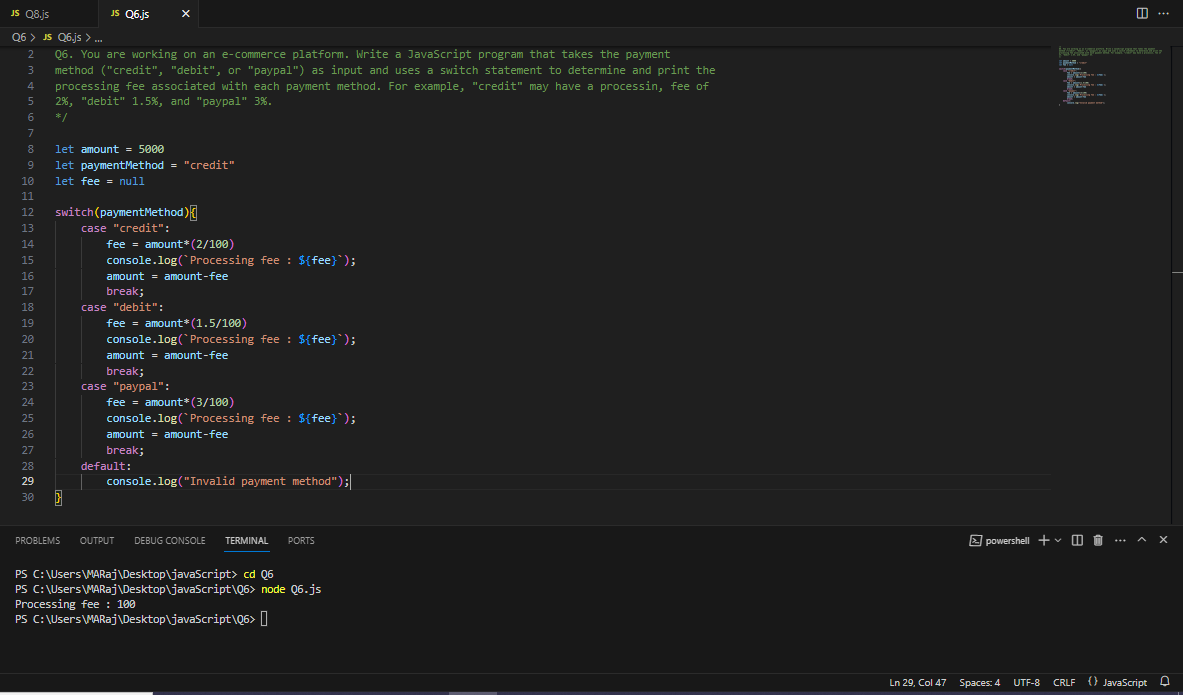 JS Q8.js
JS Q6.js
Q6 > JS Q6.js > ...
2 Q6. You are working on an e-commerce platform. Write a JavaScript program that takes the payment
3 method ("credit", "debit", or "paypal") as input and uses a switch statement to determine and print the
4 processing fee associated with each payment method. For example, "credit" may have a processin, fee of
5 2%, "debit" 1.5%, and "paypal" 3%.
6 */
7
8 let amount = 5000
9 let paymentMethod = "credit"
10 let fee = null
11
12 switch(paymentMethod){
13     case "credit":
14         fee = amount*(2/100)
15         console.log(`Processing fee : ${fee}`);
16         amount = amount-fee
17         break;
18     case "debit":
19         fee = amount*(1.5/100)
20         console.log(`Processing fee : ${fee}`);
21         amount = amount-fee
22         break;
23     case "paypal":
24         fee = amount*(3/100)
25         console.log(`Processing fee : ${fee}`);
26         amount = amount-fee
27         break;
28     default:
29         console.log("Invalid payment method");
30 }
PROBLEMS OUTPUT DEBUG CONSOLE TERMINAL PORTS
powershell
PS C:\Users\MARaj\Desktop\javaScript> cd Q6
PS C:\Users\MARaj\Desktop\javaScript\Q6> node Q6.js
Processing fee : 100
PS C:\Users\MARaj\Desktop\javaScript\Q6>
Ln 29, Col 47 Spaces: 4 UTF-8 CRLF {} JavaScript